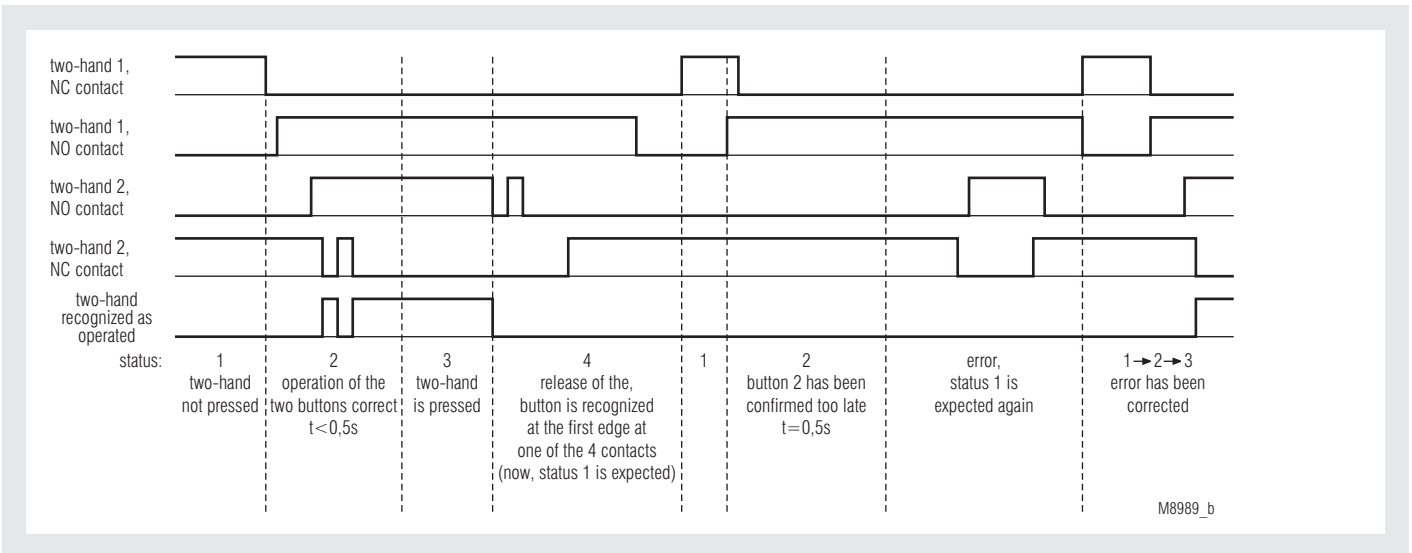 two-hand 1,
NC contact
two-hand 1,
NO contact
two-hand 2,
NO contact
two-hand 2,
NC contact
two-hand
recognized as
operated
status:
1
two-hand
not pressed
2
operation of the
two buttons correct
t<0,5s
3
two-hand
is pressed
4
release of the,
button is recognized
at the first edge at
one of the 4 contacts
(now, status 1 is expected)
1
2
button 2 has been
confirmed too late
t=0,5s
error,
status 1 is
expected again
1→2→3
error has been
corrected
M8989_b